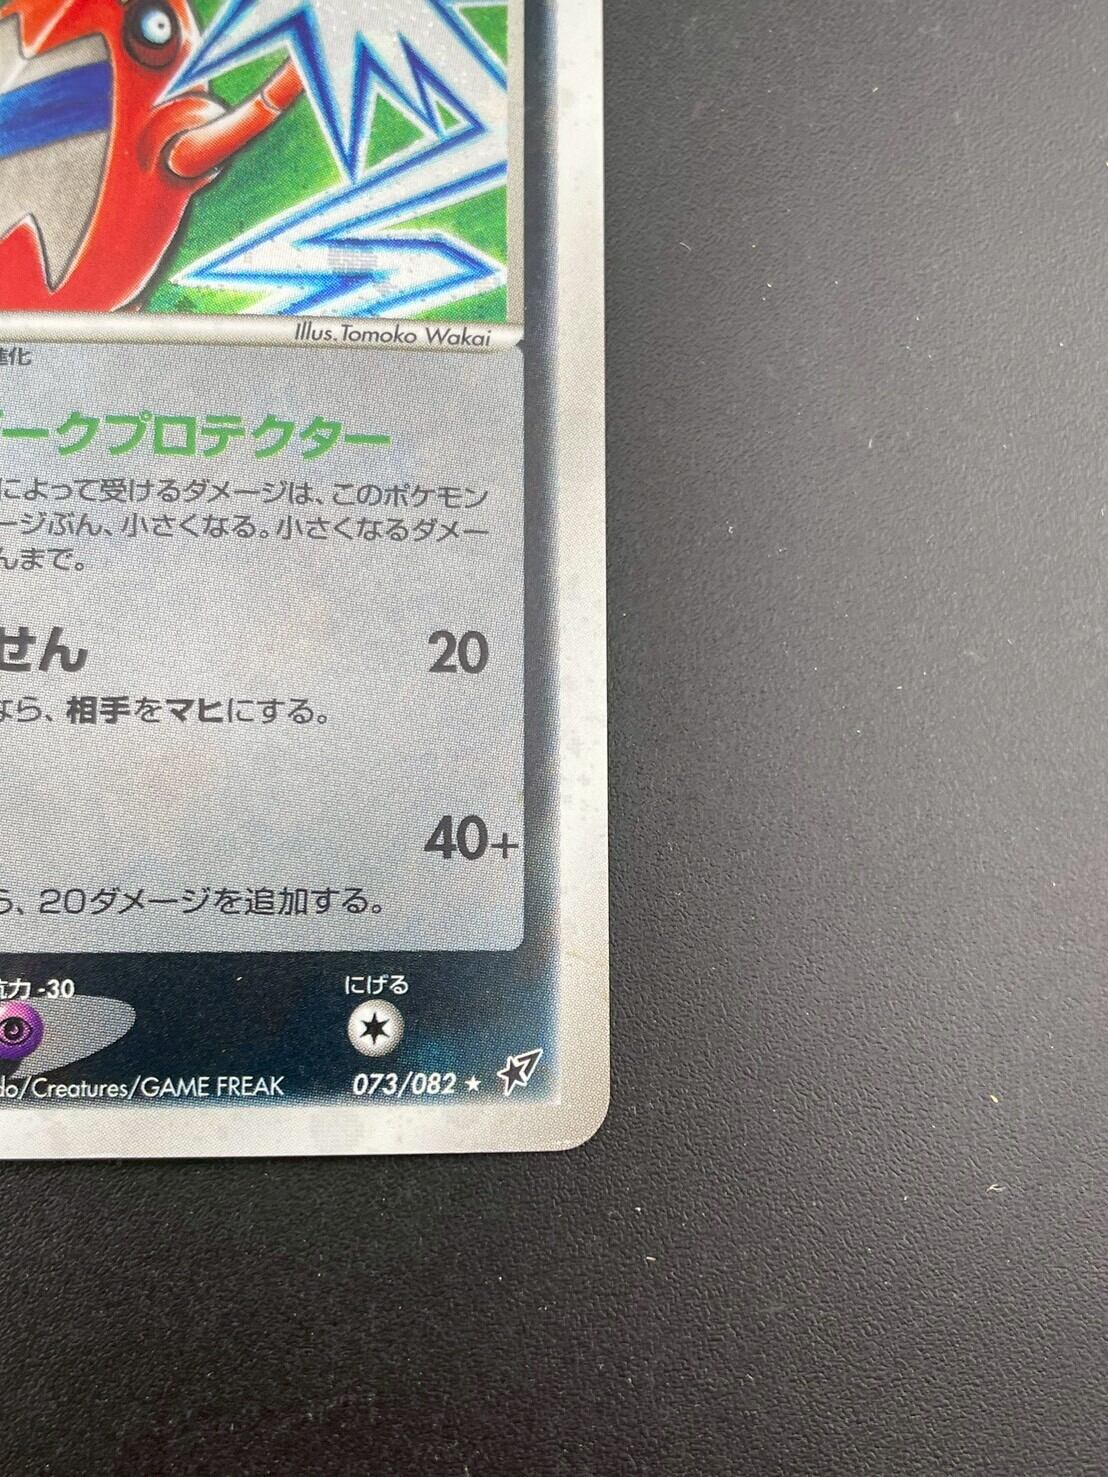 Illus. Tomoko Wakai
進化
ークプロテクター
によって受けるダメージは、このポケモン
ージぶん、小さくなる。小さくなるダメー
んまで。
せん 20
なら、相手をマヒにする。
40+
ら、20ダメージを追加する。
抗力 -30 にげる
do/Creatures/GAME FREAK 073/082 ★